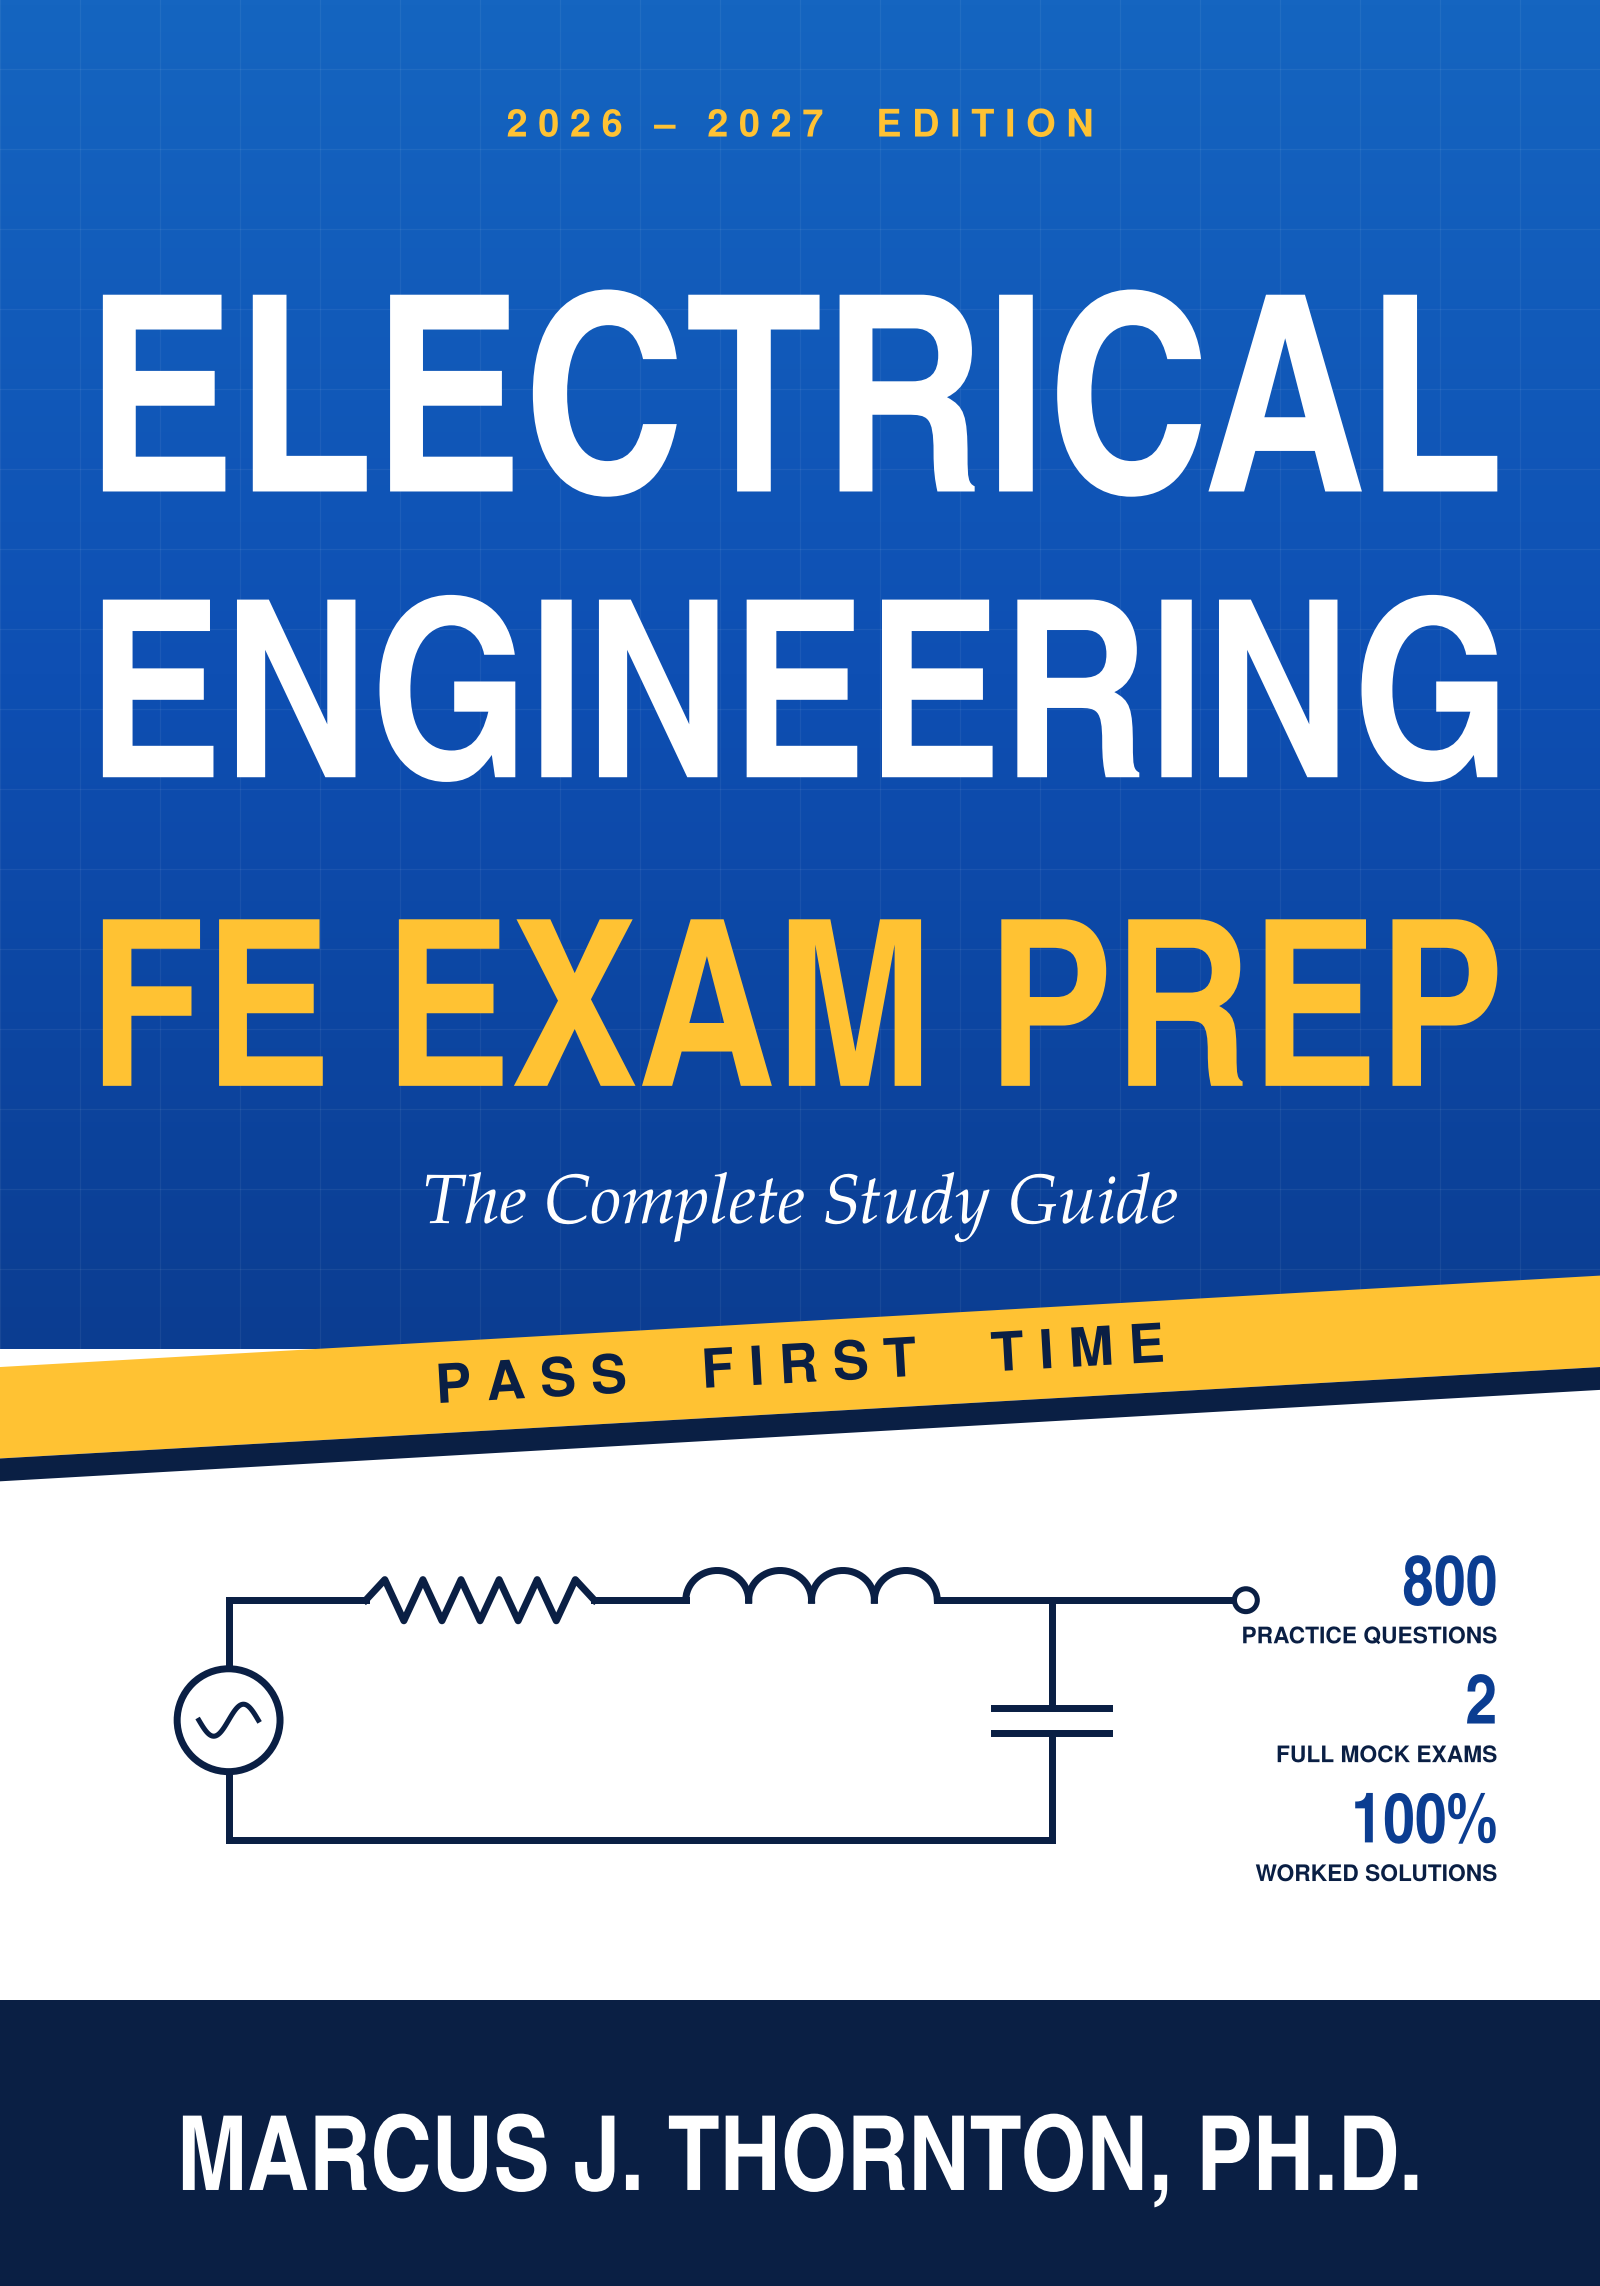 2026 – 2027 EDITION
ELECTRICAL
ENGINEERING
FE EXAM PREP
The Complete Study Guide
PASS FIRST TIME
800
PRACTICE QUESTIONS
2
FULL MOCK EXAMS
100%
WORKED SOLUTIONS
MARCUS J. THORNTON, PH.D.